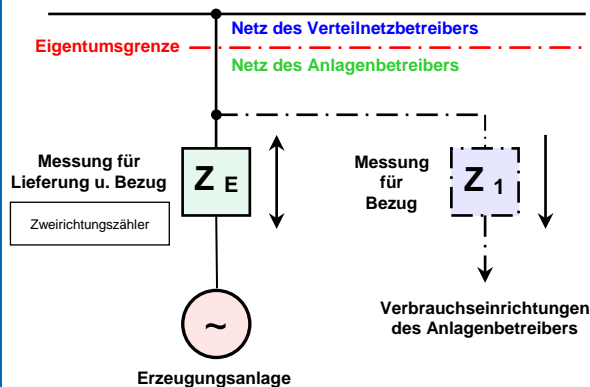 Netz des Verteilnetzbetreibers
Eigentumsgrenze
Netz des Anlagenbetreibers
Messung für
Lieferung u. Bezug
Zweirichtungszähler
Z E
Messung
für
Bezug
Z 1
Verbrauchseinrichtungen
des Anlagenbetreibers
~
Erzeugungsanlage